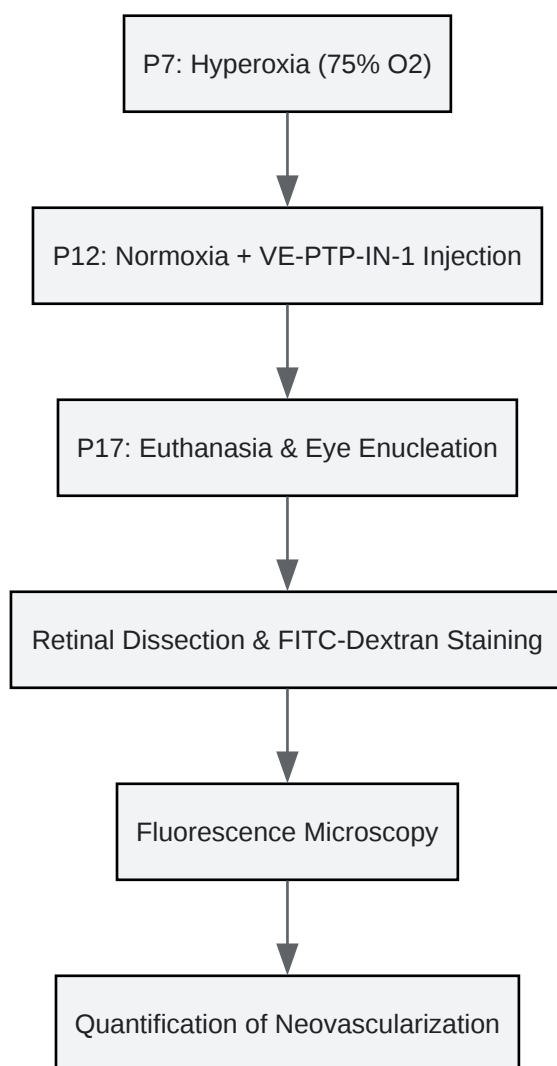 P7: Hyperoxia (75% O2)
P12: Normoxia + VE-PTP-IN-1 Injection
P17: Euthanasia & Eye Enucleation
Retinal Dissection & FITC-Dextran Staining
Fluorescence Microscopy
Quantification of Neovascularization